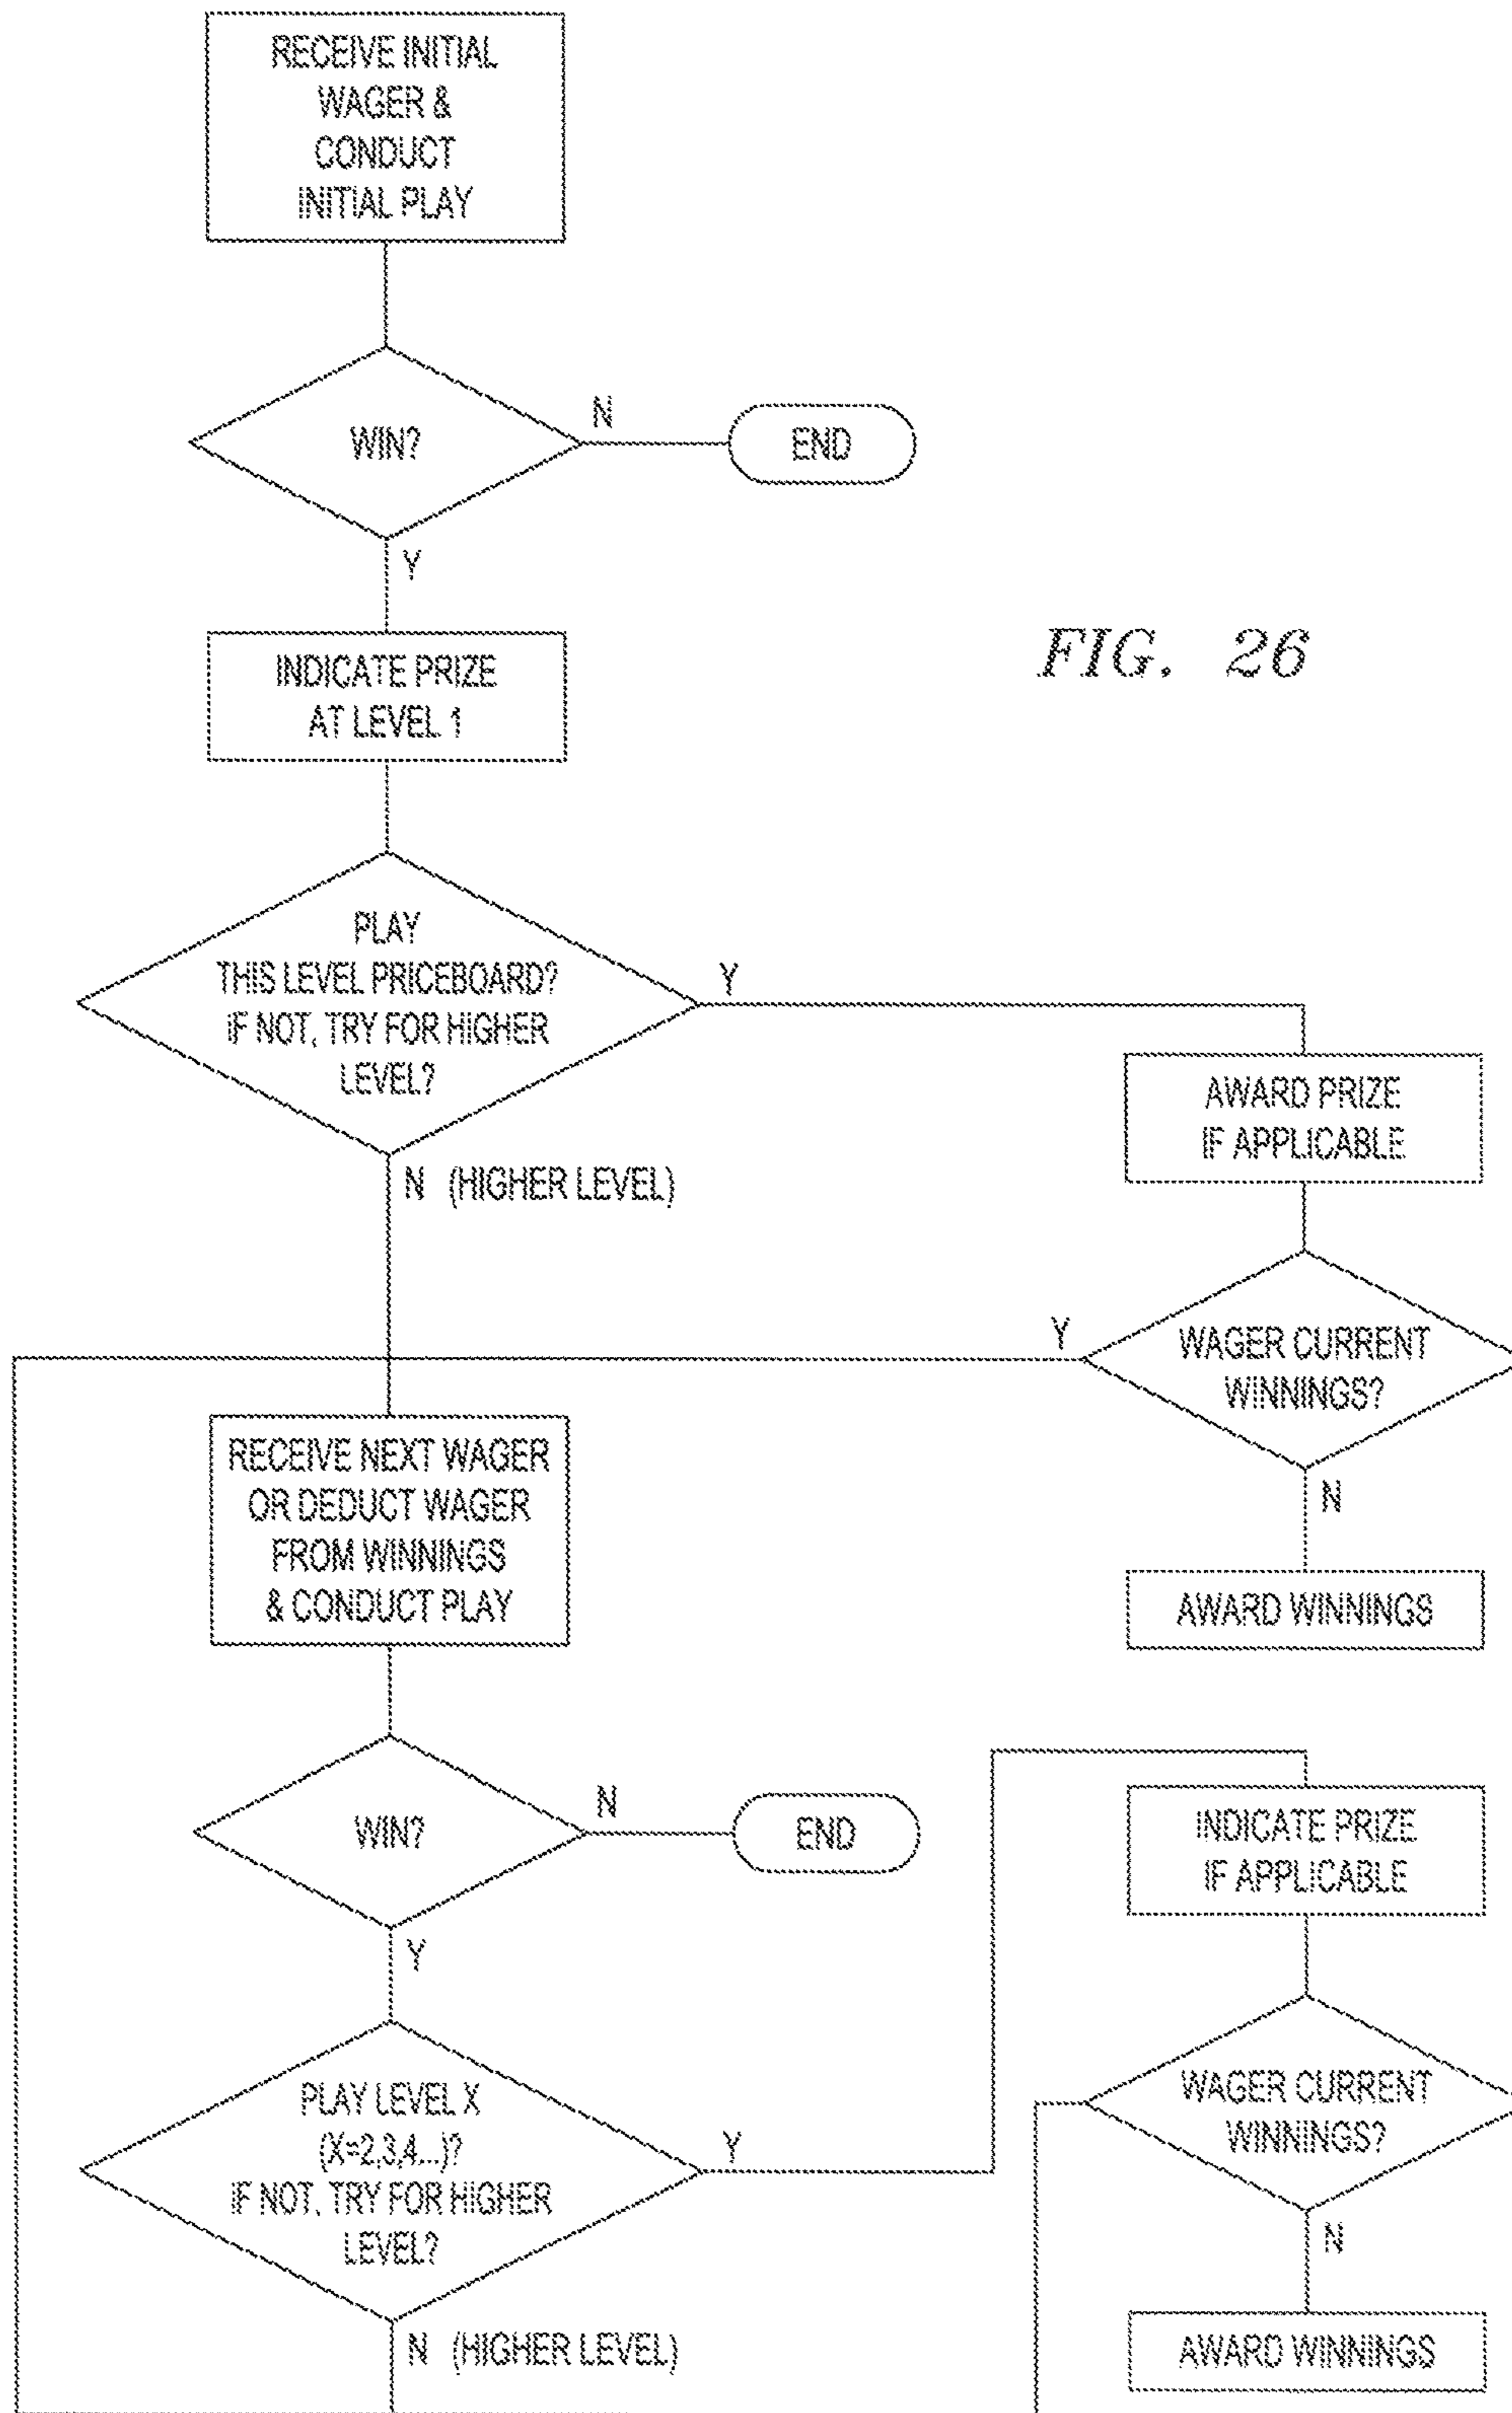 RECEIVE INITIAL
WAGER &
CONDUCT
INITIAL PLAY
WIN?
N
END
Y
INDICATE PRIZE
AT LEVEL 1
FIG. 26
PLAY
THIS LEVEL PRICEBOARD?
IF NOT, TRY FOR HIGHER
LEVEL?
Y
N (HIGHER LEVEL)
AWARD PRIZE
IF APPLICABLE
Y
WAGER CURRENT
WINNINGS?
N
AWARD WINNINGS
RECEIVE NEXT WAGER
OR DEDUCT WAGER
FROM WINNINGS
& CONDUCT PLAY
WIN?
N
END
Y
PLAY LEVEL X
(X=2,3,4...)?
IF NOT, TRY FOR HIGHER
LEVEL?
Y
N (HIGHER LEVEL)
INDICATE PRIZE
IF APPLICABLE
WAGER CURRENT
WINNINGS?
N
AWARD WINNINGS